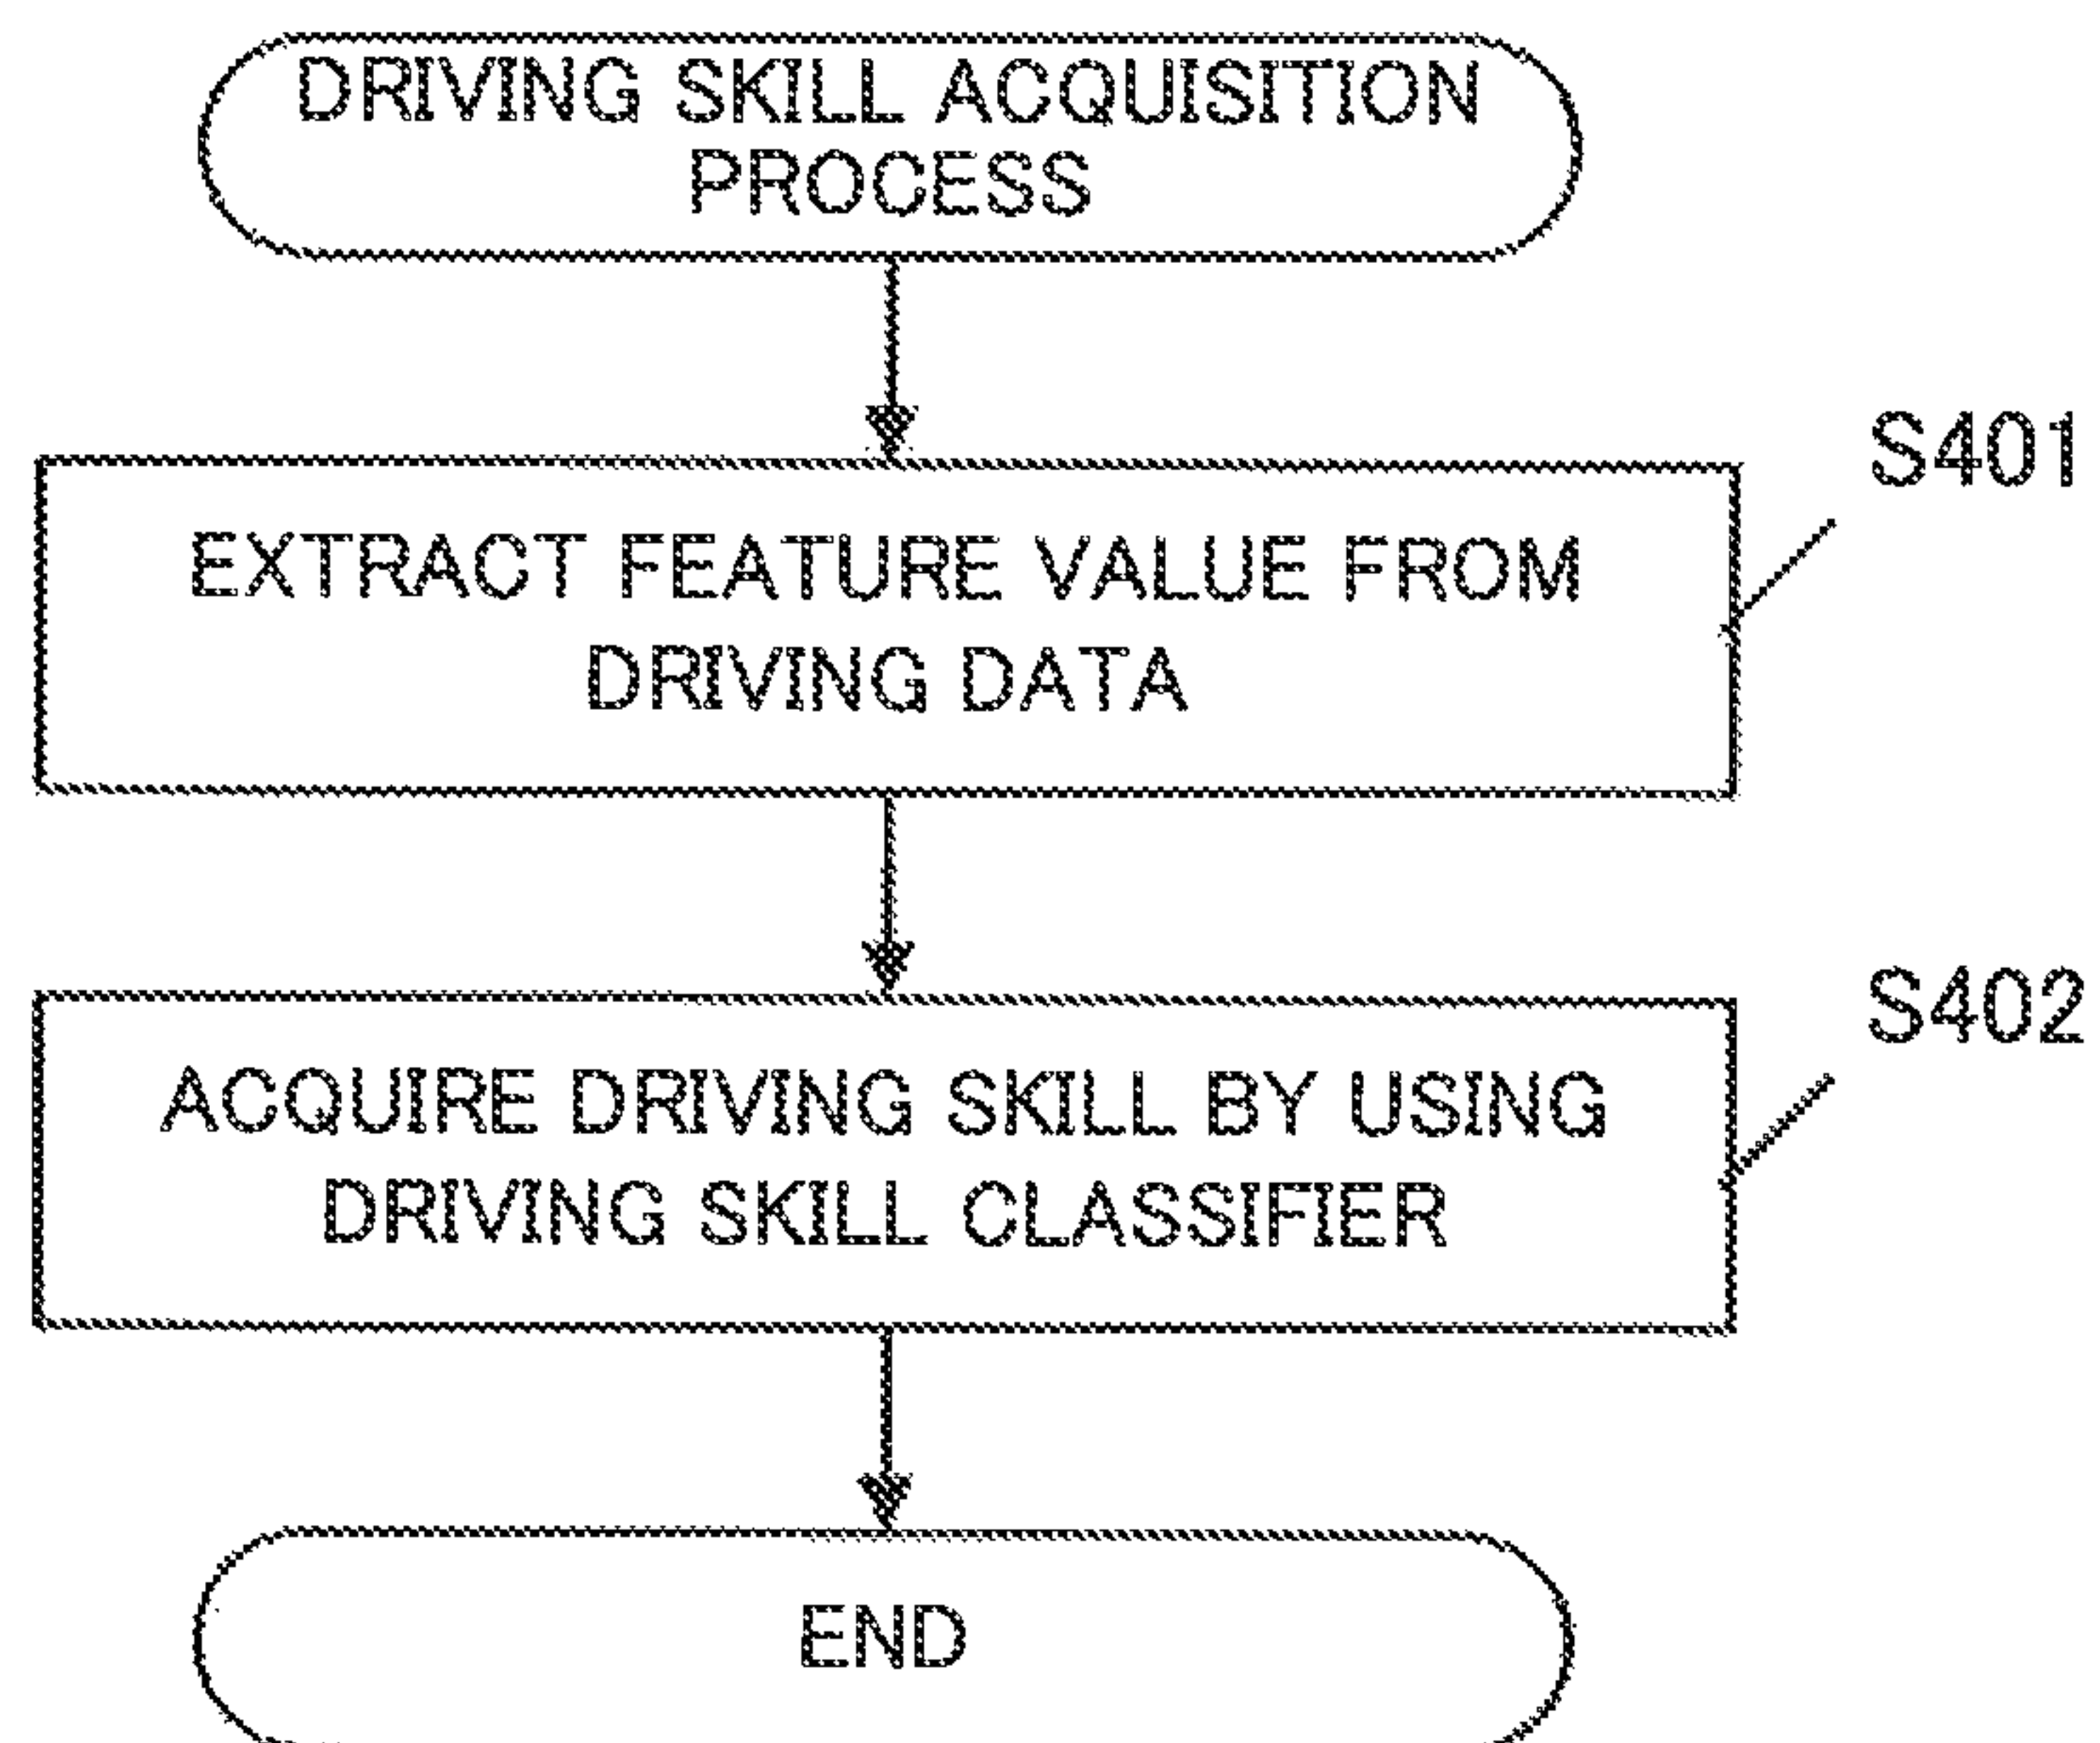 DRIVING SKILL ACQUISITION
PROCESS
S401
EXTRACT FEATURE VALUE FROM
DRIVING DATA
S402
ACQUIRE DRIVING SKILL BY USING
DRIVING SKILL CLASSIFIER
END